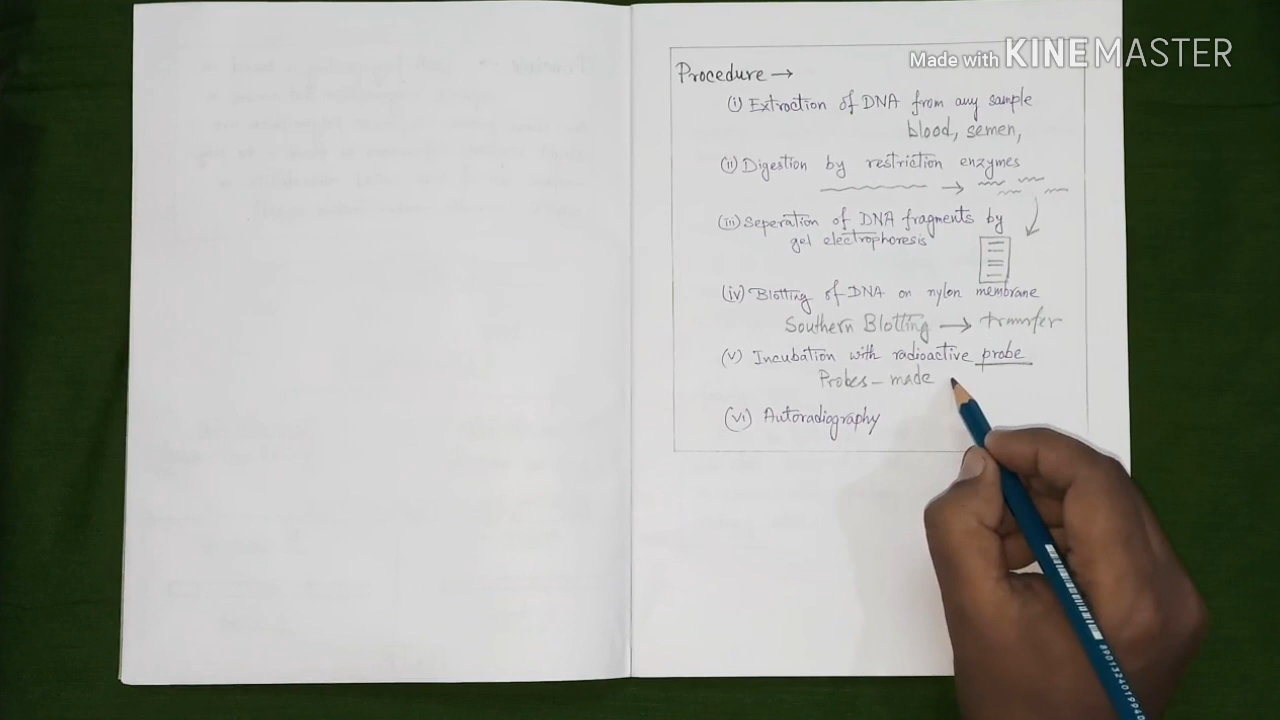 Made with KINEMASTER
Procedure →
(i) Extraction of DNA from any sample
blood, semen,
(ii) Digestion by restriction enzymes
(iii) Seperation of DNA fragments by
gel electrophoresis
(iv) Blotting of DNA on nylon membrane
Southern Blotting → transfer
(v) Incubation with radioactive probe
Probes - made
(vi) Autoradiography
8901324019940